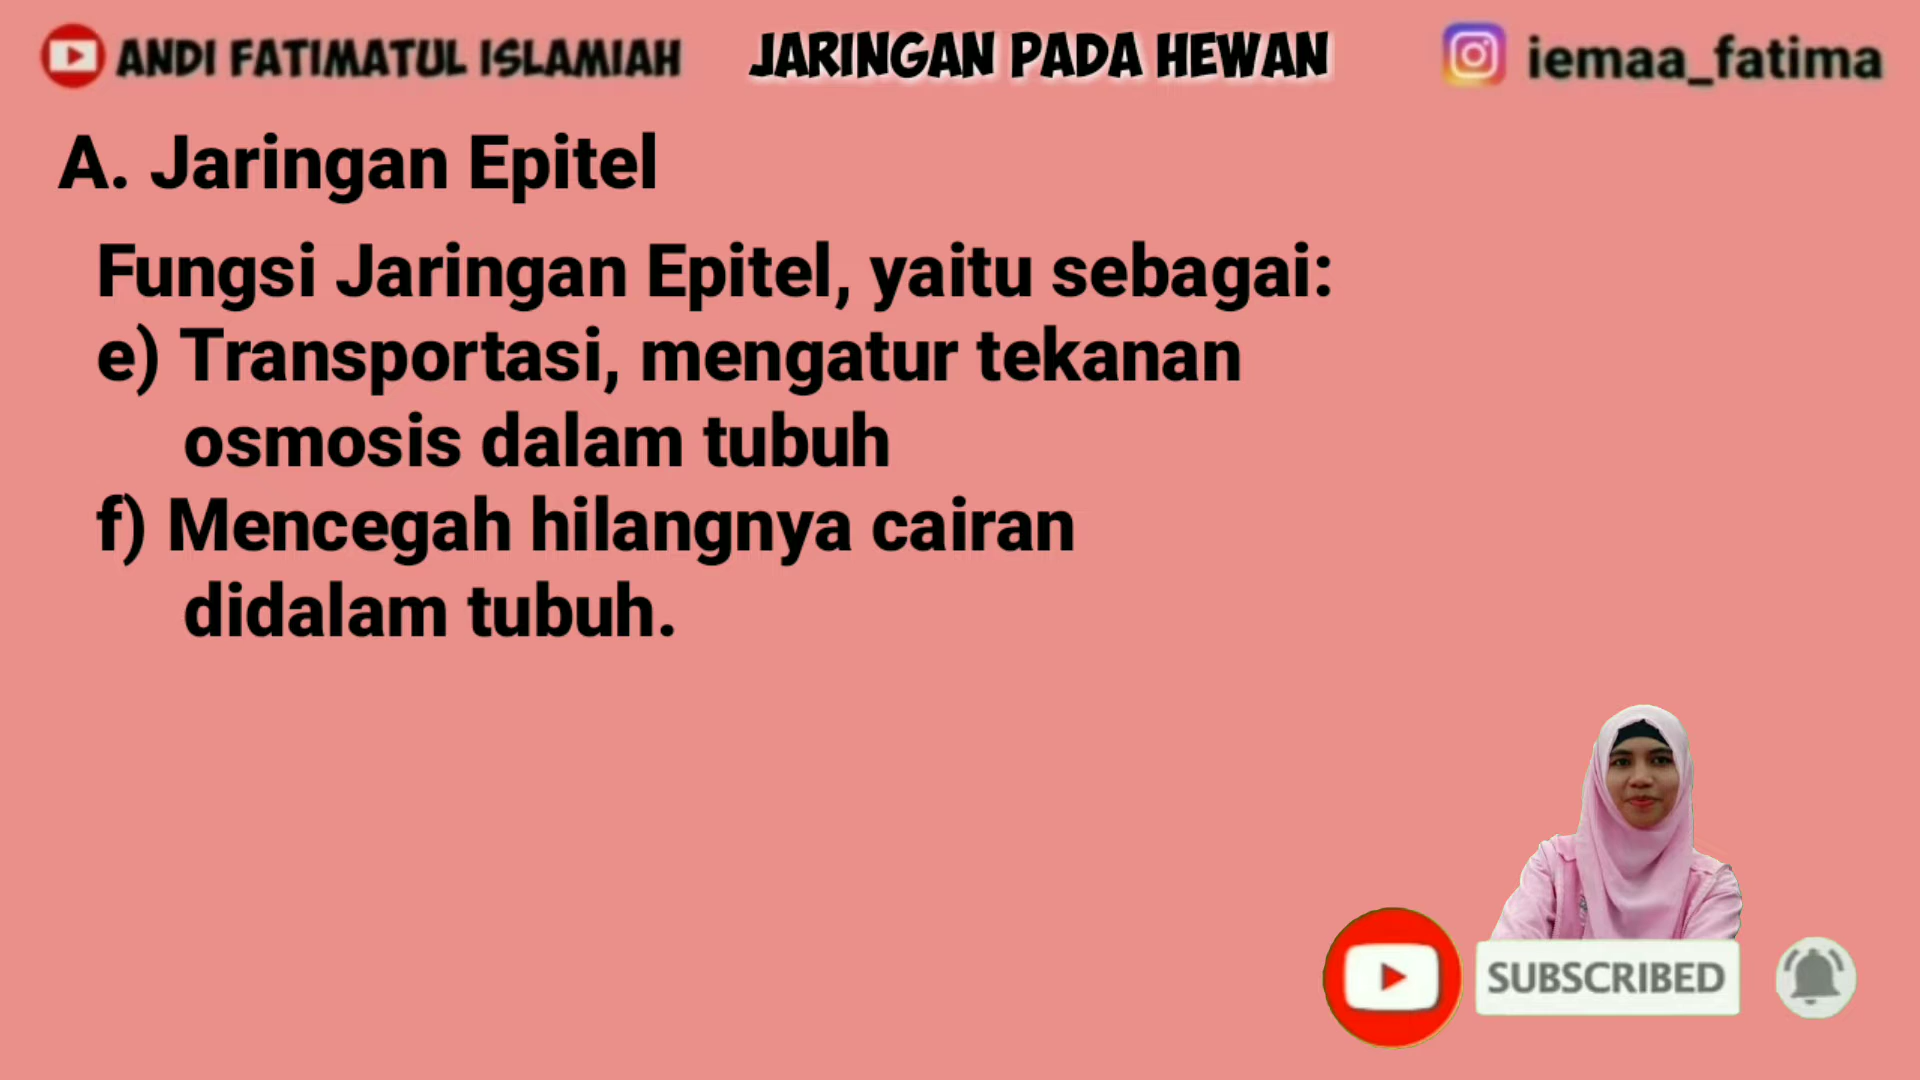 ANDI FATIMATUL ISLAMIAH JARINGAN PADA HEWAN iemaa_fatima
A. Jaringan Epitel
Fungsi Jaringan Epitel, yaitu sebagai:
e) Transportasi, mengatur tekanan
osmosis dalam tubuh
f) Mencegah hilangnya cairan
didalam tubuh.
SUBSCRIBED